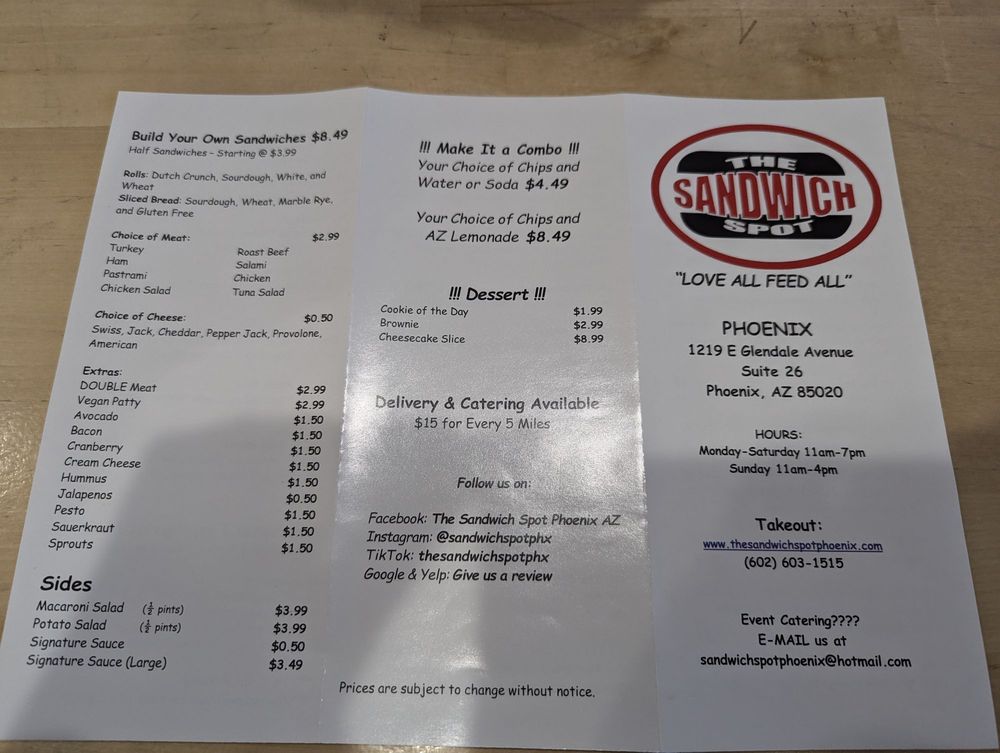 Build Your Own Sandwiches $8.49
Half Sandwiches - Starting @ $3.99
Rolls: Dutch Crunch, Sourdough, White, and
Wheat
Sliced Bread: Sourdough, Wheat, Marble Rye,
and Gluten Free
Choice of Meat: $2.99
Turkey Roast Beef
Ham Salami
Pastrami Chicken
Chicken Salad Tuna Salad
Choice of Cheese: $0.50
Swiss, Jack, Cheddar, Pepper Jack, Provolone,
American
Extras:
DOUBLE Meat $2.99
Vegan Patty $2.99
Avocado $1.50
Bacon $1.50
Cranberry $1.50
Cream Cheese $1.50
Hummus $1.50
Jalapenos $0.50
Pesto $1.50
Sauerkraut $1.50
Sprouts $1.50
Sides
Macaroni Salad (½ pints) $3.99
Potato Salad (½ pints) $3.99
Signature Sauce $0.50
Signature Sauce (Large) $3.49
!!! Make It a Combo !!!
Your Choice of Chips and
Water or Soda $4.49
Your Choice of Chips and
AZ Lemonade $8.49
!!! Dessert !!!
Cookie of the Day $1.99
Brownie $2.99
Cheesecake Slice $8.99
Delivery & Catering Available
$15 for Every 5 Miles
Follow us on:
Facebook: The Sandwich Spot Phoenix AZ
Instagram: @sandwichspotphx
TikTok: thesandwichspotphx
Google & Yelp: Give us a review
Prices are subject to change without notice.
THE
SANDWICH
SPOT
"LOVE ALL FEED ALL"
PHOENIX
1219 E Glendale Avenue
Suite 26
Phoenix, AZ 85020
HOURS:
Monday-Saturday 11am-7pm
Sunday 11am-4pm
Takeout:
www.thesandwichspotphoenix.com
(602) 603-1515
Event Catering????
E-MAIL us at
sandwichspotphoenix@hotmail.com